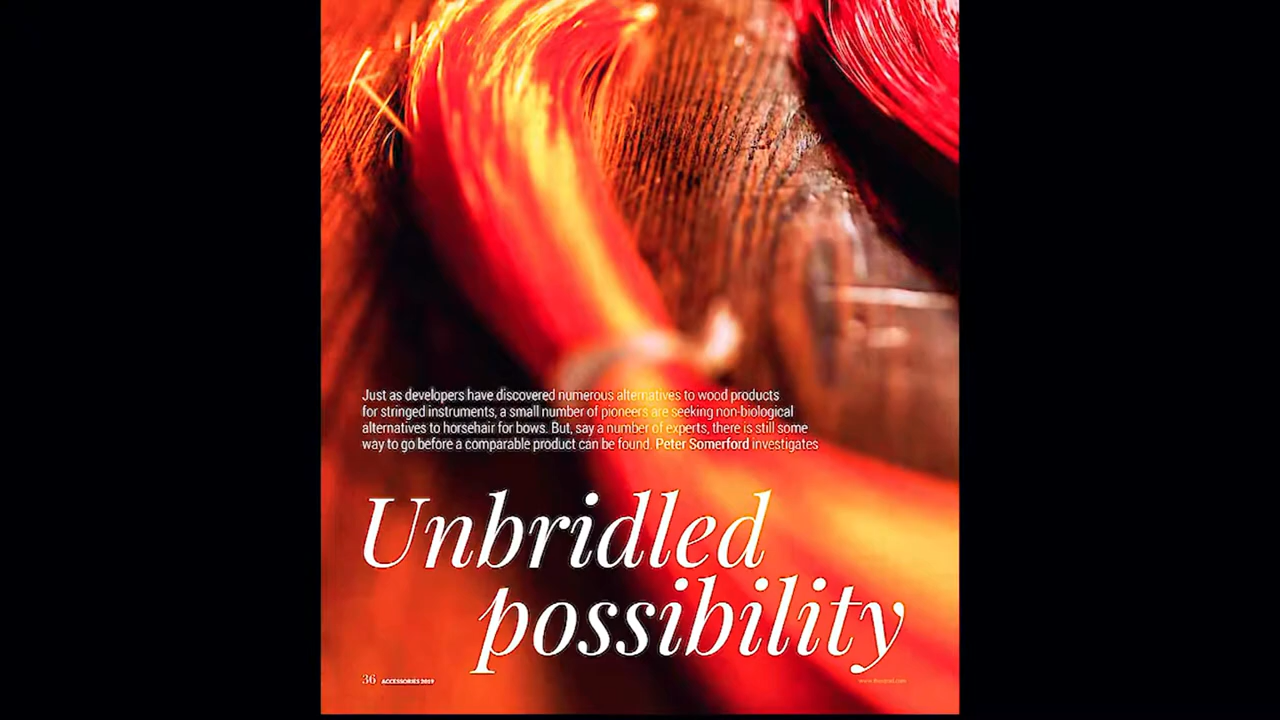 Just as developers have discovered numerous alternatives to wood products
for stringed instruments, a small number of pioneers are seeking non-biological
alternatives to horsehair for bows. But, say a number of experts, there is still some
way to go before a comparable product can be found. Peter Somerford investigates
Unbridled
possibility
36 ACCESSORIES 2019